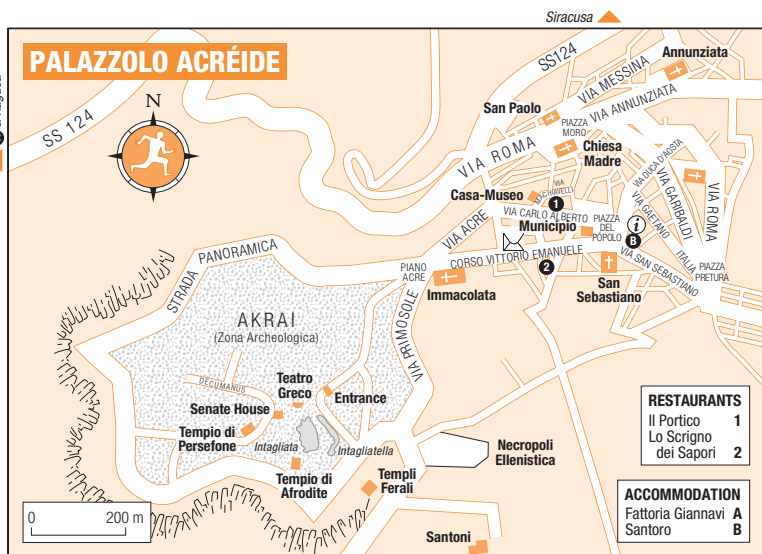 Siracusa
PALAZZOLO ACRÉIDE
SS 124
SS124
N
VIA MESSINA
Annunziata
VIA ANNUNZIATA
San Paolo
PIAZZA
MORO
VIA ROMA
Chiesa
Madre
VIA DUCA D'AOSTA
VIA GARIBALDI
VIA ROMA
VIA GAETANO
ITALIA
Casa-Museo
VIA
MACHIAVELLI
1
VIA CARLO ALBERTO
Municipio
PIAZZA
DEL
POPOLO
i
B
VIA ACRE
CORSO VITTORIO EMANUELE
2
VIA SAN SEBASTIANO
PIAZZA
PRETURA
San
Sebastiano
PIANO
ACRE
Immacolata
STRADA PANORAMICA
VIA PRIMOSOLE
AKRAI
(Zona Archeologica)
DECUMANUS
Teatro
Greco
Entrance
Senate House
Tempio di
Persefone
Intagliata
Intagliatella
Tempio di
Afrodite
Templi
Ferali
Necropoli
Ellenistica
Santoni
0 200 m
RESTAURANTS
Il Portico 1
Lo Scrigno
dei Sapori 2
ACCOMMODATION
Fattoria Giannavi A
Santoro B